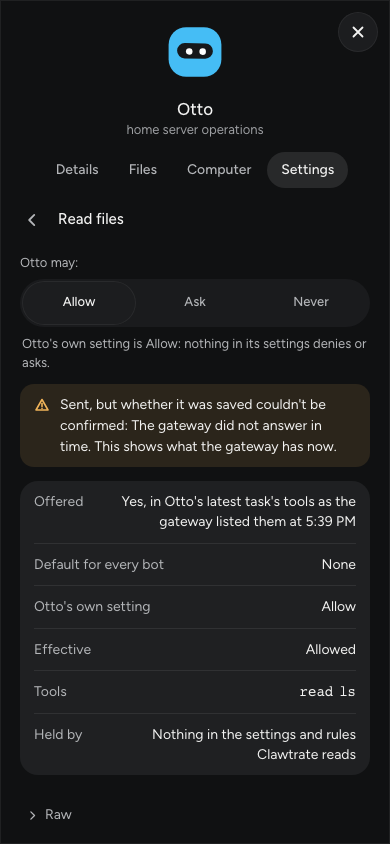 Otto
home server operations
Details
Files
Computer
Settings
Read files
Otto may:
Allow
Ask
Never
Otto's own setting is Allow: nothing in its settings denies or
asks.
Sent, but whether it was saved couldn't be
confirmed: The gateway did not answer in
time. This shows what the gateway has now.
Offered
Yes, in Otto's latest task's tools as the
gateway listed them at 5:39 PM
Default for every bot
None
Otto's own setting
Allow
Effective
Allowed
Tools
read ls
Held by
Nothing in the settings and rules
Clawtrate reads
Raw